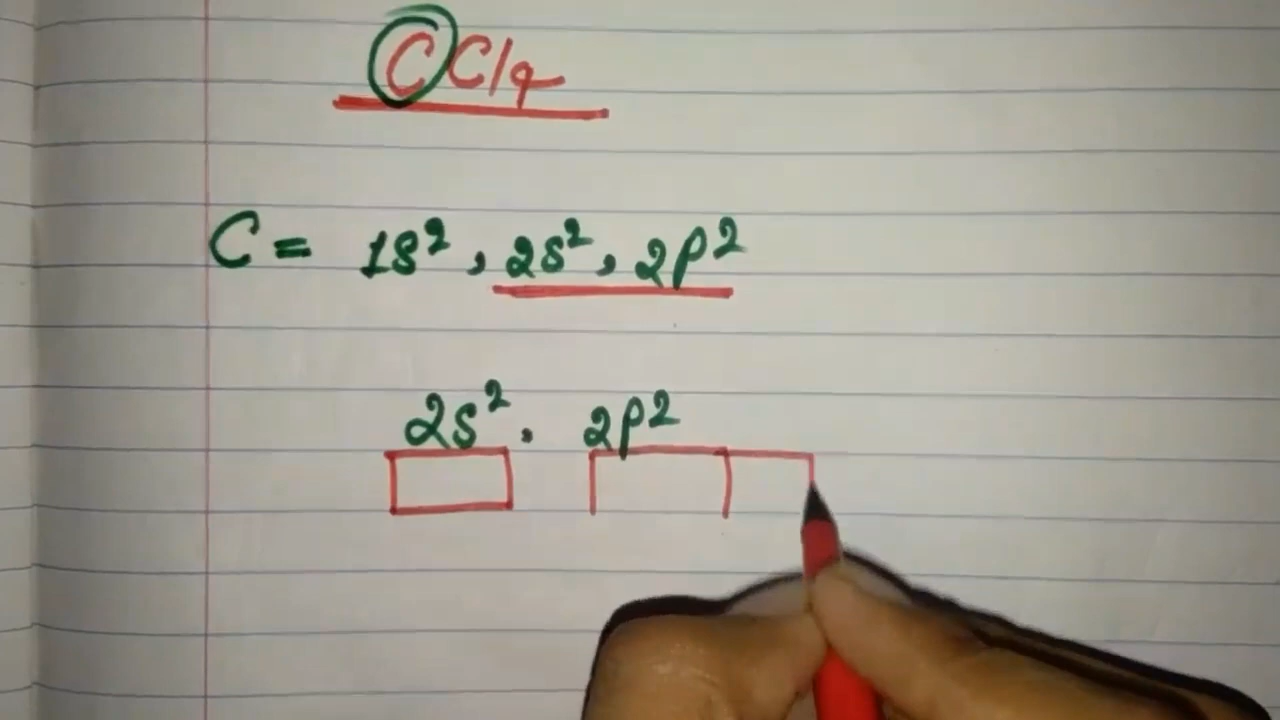 CCl4
C = 1s², 2s², 2p²
2s². 2p²